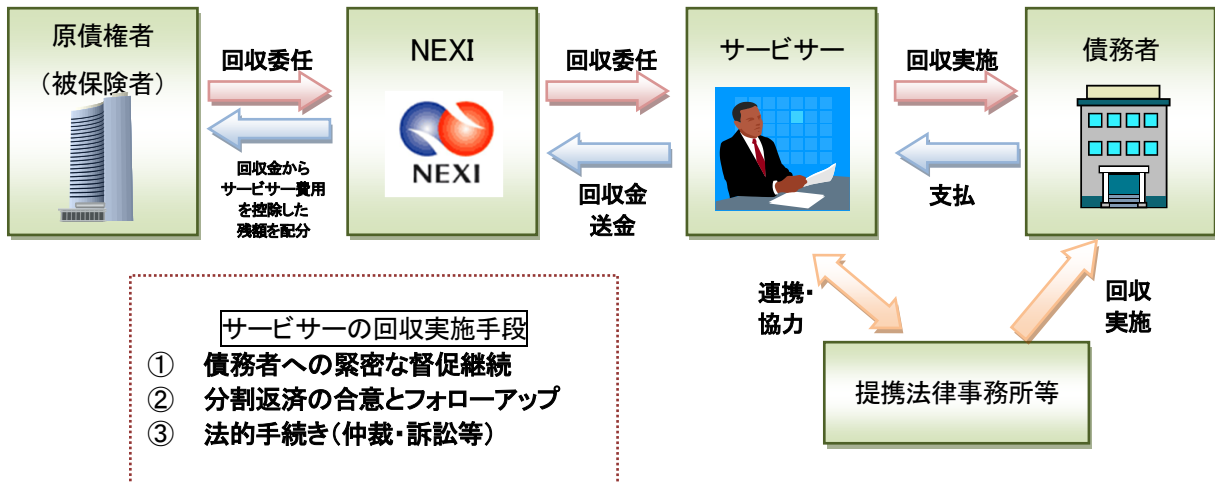 原債権者
(被保険者)
回収委任
回収金から
サービサー費用
を控除した
残額を配分
NEXI
NEXI
回収委任
回収金
送金
サービサー
回収実施
支払
債務者
連携・
協力
回収
実施
提携法律事務所等
サービサーの回収実施手段
① 債務者への緊密な督促継続
② 分割返済の合意とフォローアップ
③ 法的手続き(仲裁・訴訟等)